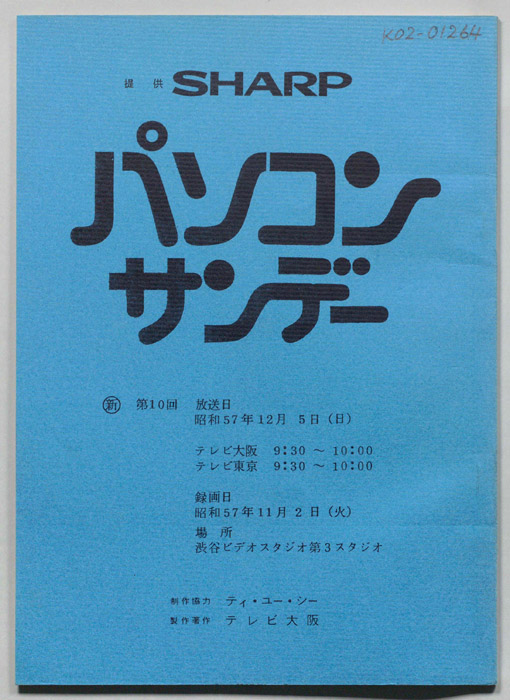 K02-01264
提供 SHARP
パソコン
サンデー
新 第10回 放送日
昭和57年12月 5日（日）
テレビ大阪 9:30 〜 10:00
テレビ東京 9:30 〜 10:00
録画日
昭和57年11月 2日（火）
場 所
渋谷ビデオスタジオ第3スタジオ
制作協力 ティ・ユー・シー
製作著作 テレビ大阪